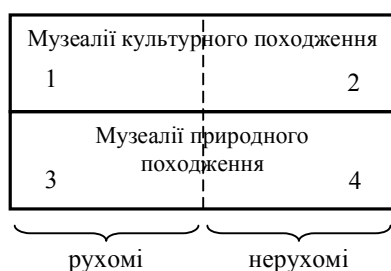 Музеалії культурного походження
1 2
Музеалії природного
походження
3 4
рухомі нерухомі